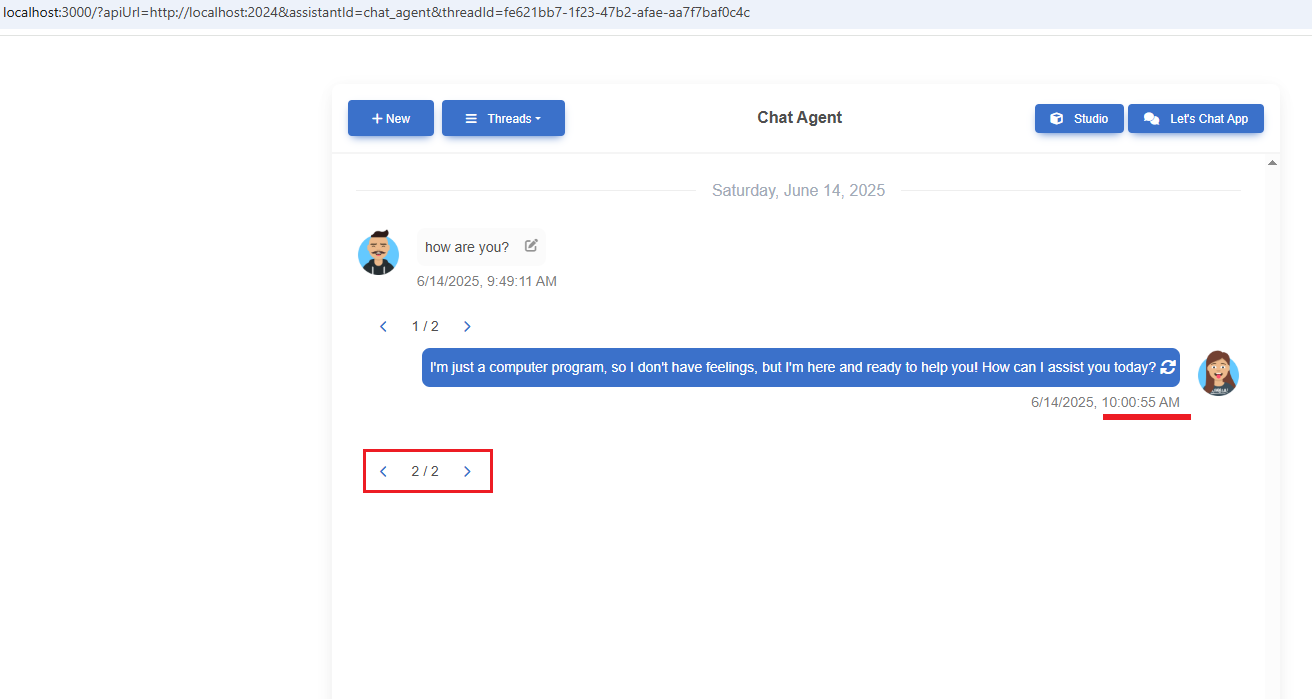 localhost:3000/?apiUrl=http://localhost:2024&assistantId=chat_agent&threadId=fe621bb7-1f23-47b2-afae-aa7f7baf0c4c
New Threads Chat Agent Studio Let's Chat App
Saturday, June 14, 2025
how are you?
6/14/2025, 9:49:11 AM
1 / 2
I'm just a computer program, so I don't have feelings, but I'm here and ready to help you! How can I assist you today?
6/14/2025, 10:00:55 AM
2 / 2